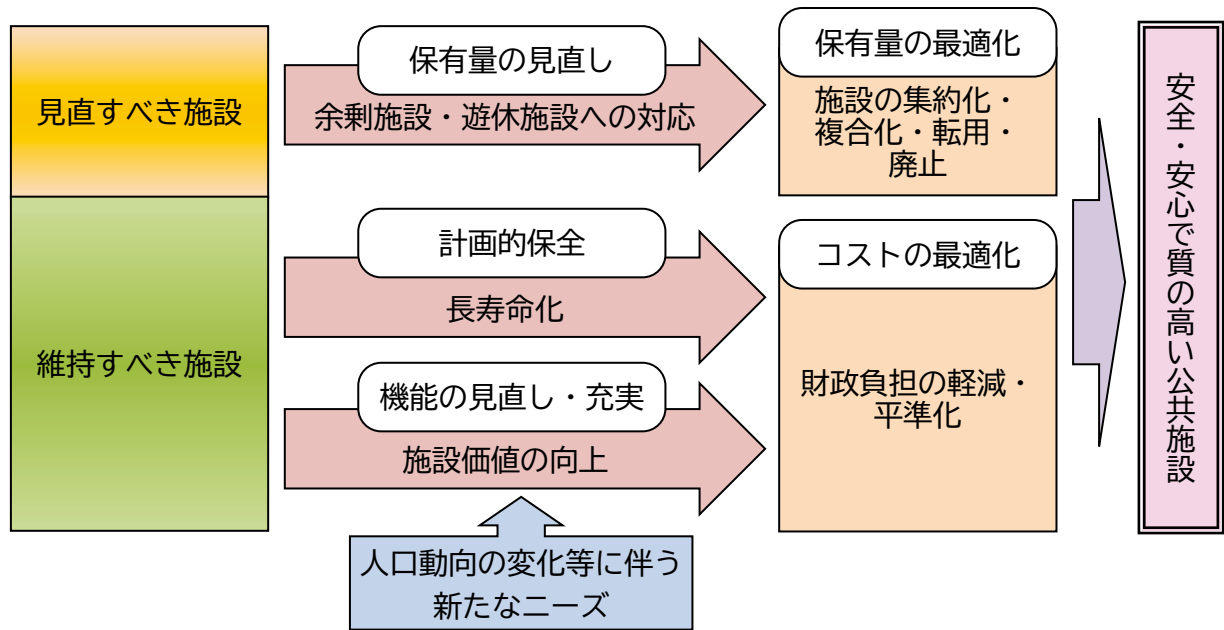 見直すべき施設
保有量の見直し
余剰施設・遊休施設への対応
保有量の最適化
施設の集約化・
複合化・転用・
廃止
維持すべき施設
計画的保全
長寿命化
機能の見直し・充実
施設価値の向上
人口動向の変化等に伴う
新たなニーズ
コストの最適化
財政負担の軽減・
平準化
安全・安心で質の高い公共施設